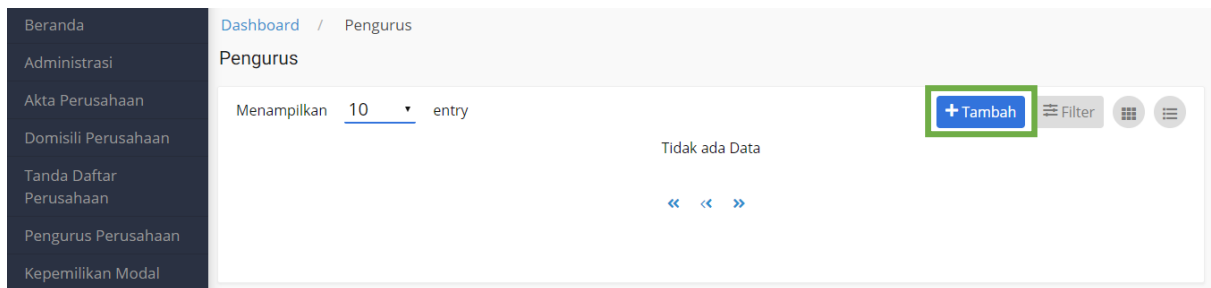 Beranda
Administrasi
Akta Perusahaan
Domisili Perusahaan
Tanda Daftar
Perusahaan
Pengurus Perusahaan
Kepemilikan Modal
Dashboard / Pengurus
Pengurus
Menampilkan 10 entry
+ Tambah
Filter
Tidak ada Data
« ‹« »